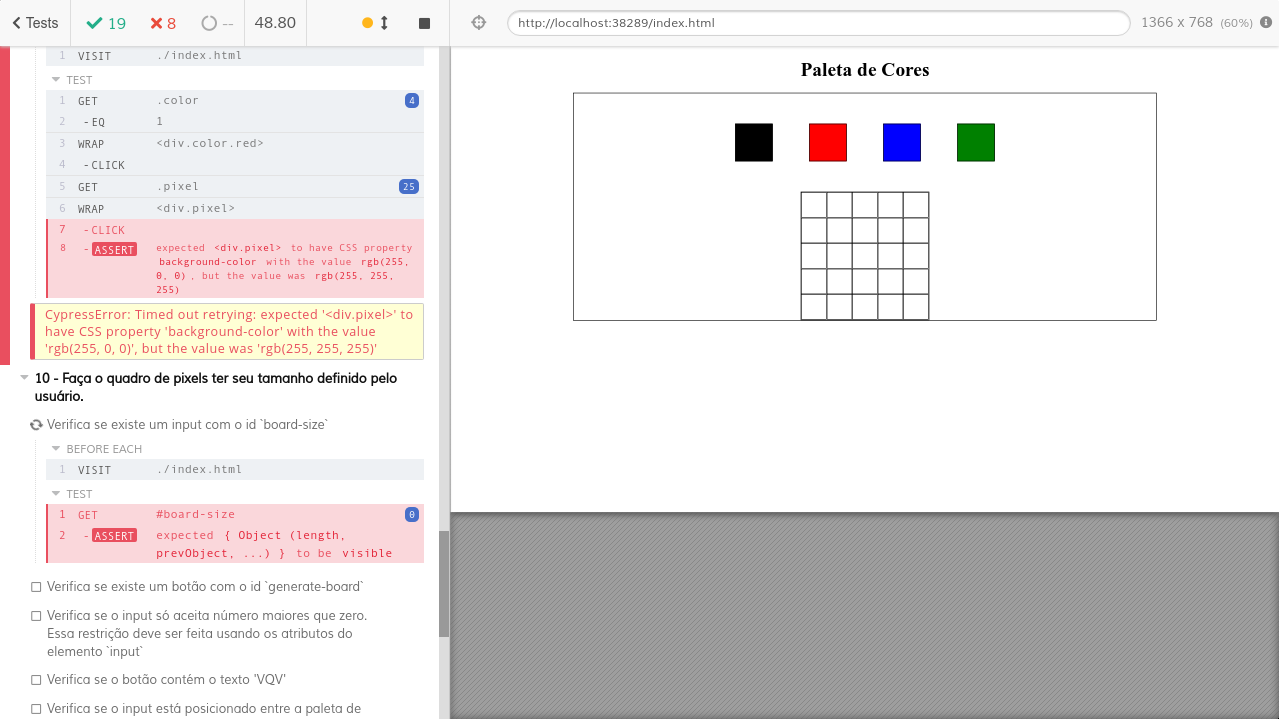 Tests 19 8 -- 48.80 http://localhost:38289/index.html 1366 x 768 (60%)
1 VISIT ./index.html
TEST
1 GET .color 4
2 - EQ 1
3 WRAP <div.color.red>
4 - CLICK
5 GET .pixel 25
6 WRAP <div.pixel>
7 - CLICK
8 - ASSERT expected <div.pixel> to have CSS property
background-color with the value rgb(255,
0, 0) , but the value was rgb(255, 255,
255)
CypressError: Timed out retrying: expected '<div.pixel>' to
have CSS property 'background-color' with the value
'rgb(255, 0, 0)', but the value was 'rgb(255, 255, 255)'
10 - Faça o quadro de pixels ter seu tamanho definido pelo
usuário.
Verifica se existe um input com o id `board-size`
BEFORE EACH
1 VISIT ./index.html
TEST
1 GET #board-size 0
2 - ASSERT expected { Object (length,
prevObject, ...) } to be visible
Verifica se existe um botão com o id `generate-board`
Verifica se o input só aceita número maiores que zero.
Essa restrição deve ser feita usando os atributos do
elemento `input`
Verifica se o botão contém o texto 'VQV'
Verifica se o input está posicionado entre a paleta de
Paleta de Cores